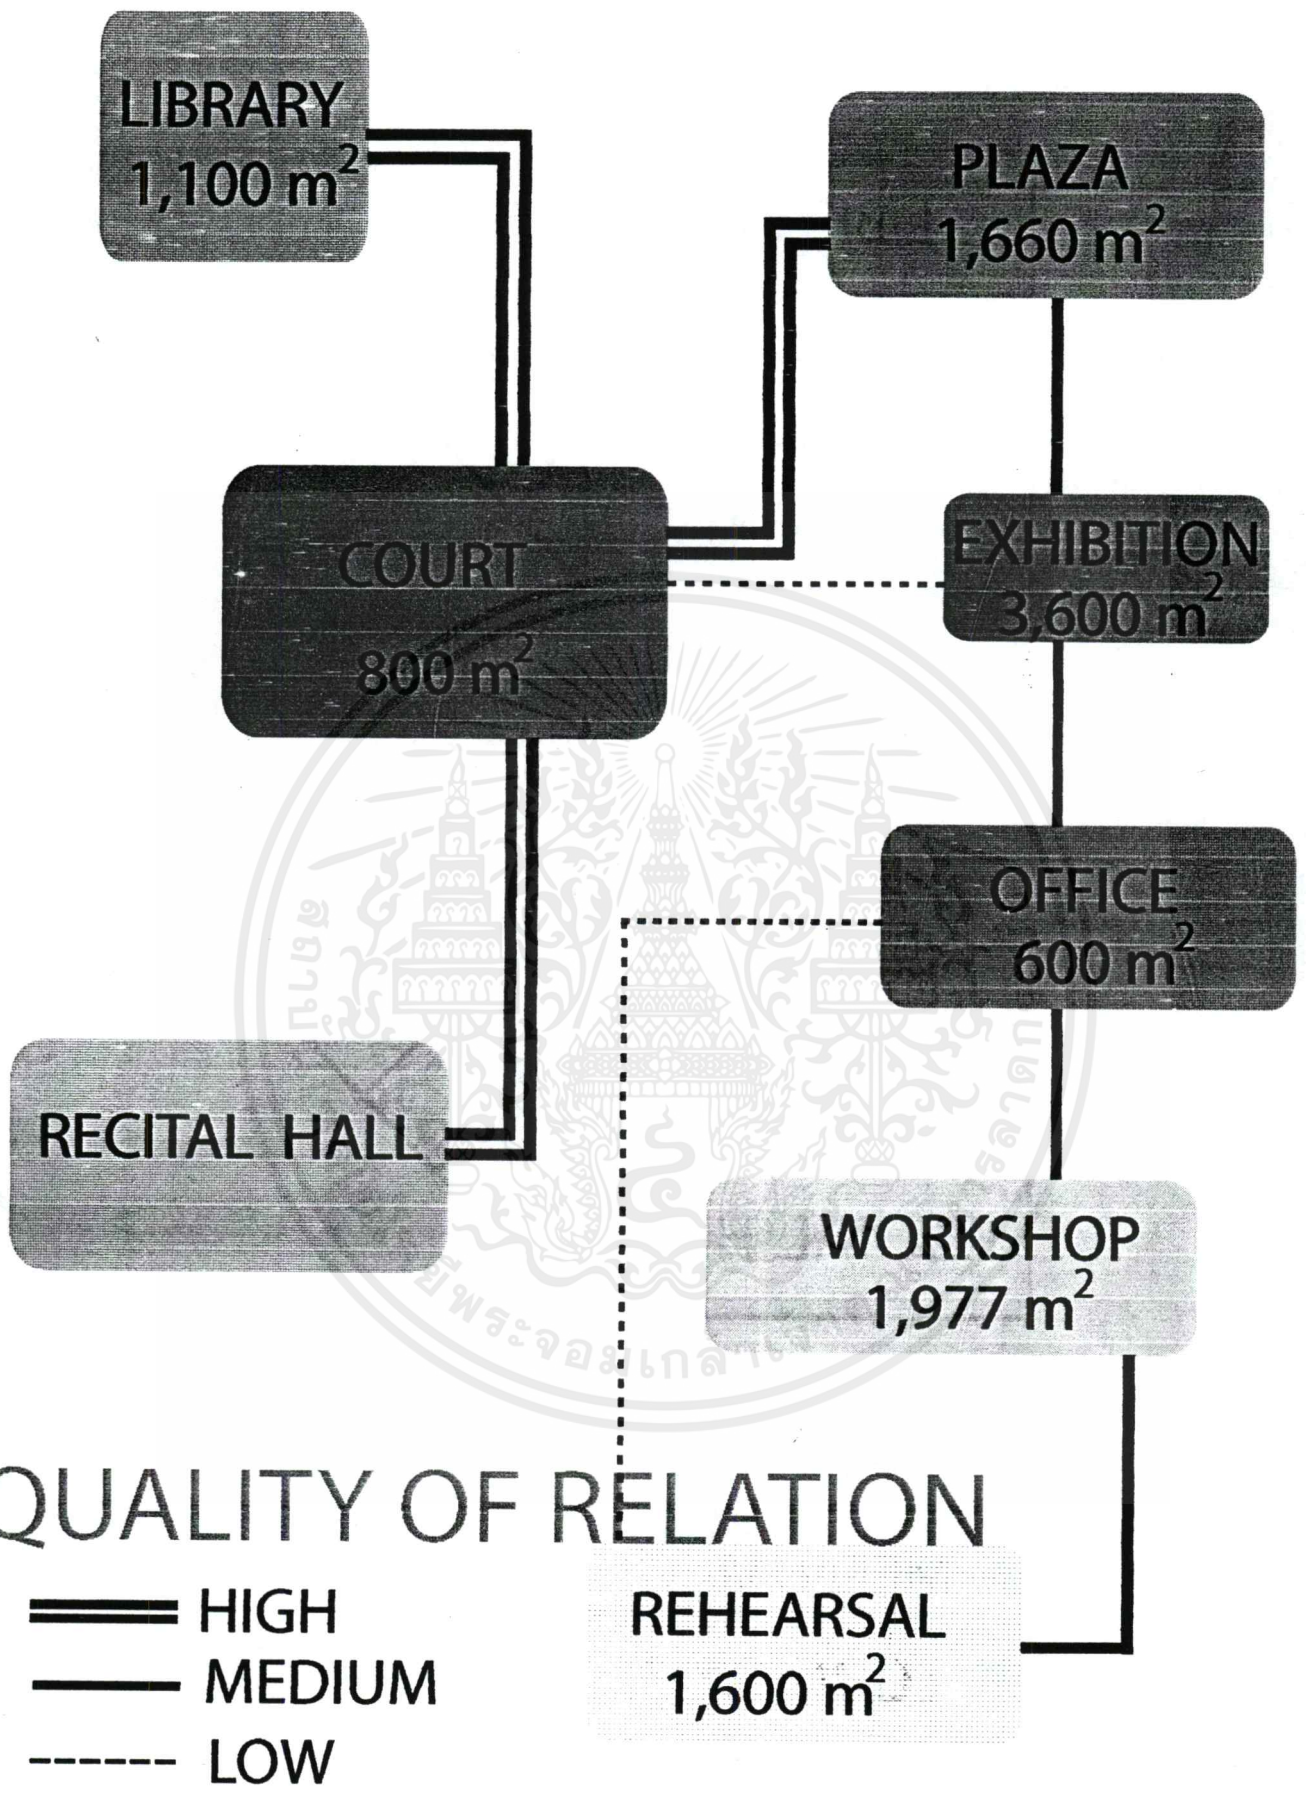 LIBRARY
1,100 m²
PLAZA
1,660 m²
COURT
800 m²
EXHIBITION
3,600 m²
OFFICE
600 m²
RECITAL HALL
WORKSHOP
1,977 m²
QUALITY OF RELATION
HIGH
MEDIUM
LOW
REHEARSAL
1,600 m²